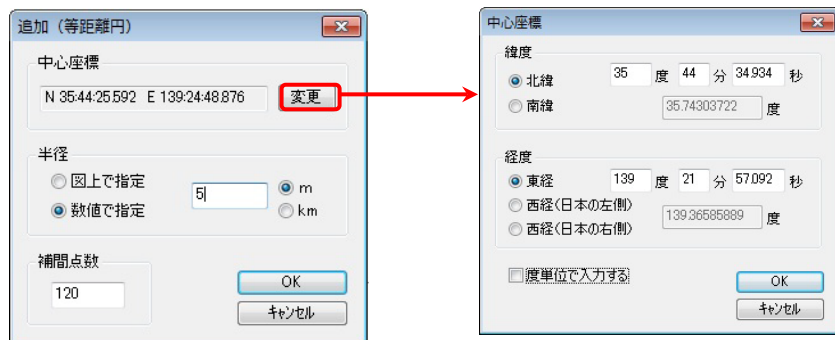 追加（等距離円）
中心座標
N 35:44:25.592 E 139:24:48.876
変更
半径
図上で指定
数値で指定
5
m
km
補間点数
120
OK
キャンセル
中心座標
緯度
北緯
35 度 44 分 34.934 秒
南緯
35.74303722 度
経度
東経
139 度 21 分 57.092 秒
西経(日本の左側)
西経(日本の右側)
139.36585889 度
度単位で入力する
OK
キャンセル